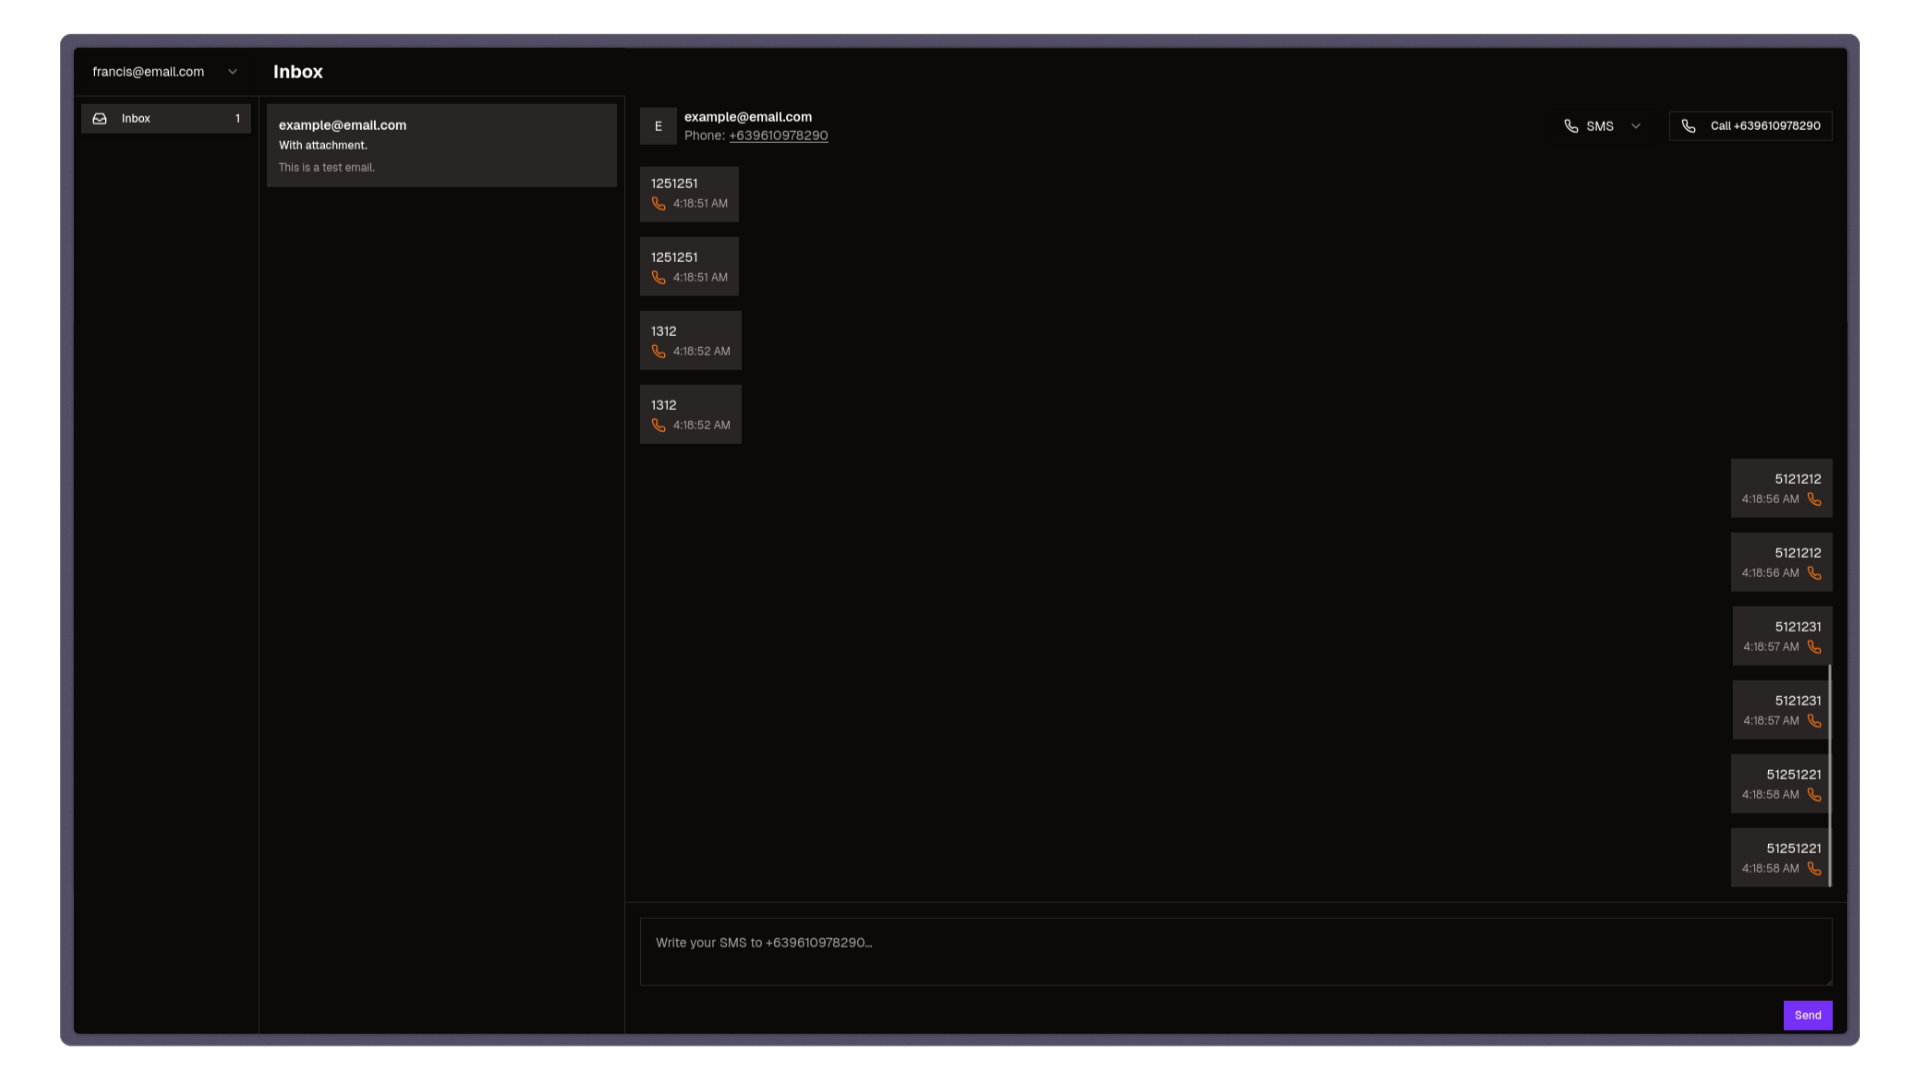 francis@email.com
Inbox
Inbox 1
example@email.com
With attachment.
This is a test email.
E
example@email.com
Phone: +639610978290
SMS
Call +639610978290
1251251
4:18:51 AM
1251251
4:18:51 AM
1312
4:18:52 AM
1312
4:18:52 AM
5121212
4:18:56 AM
5121212
4:18:56 AM
5121231
4:18:57 AM
5121231
4:18:57 AM
51251221
4:18:58 AM
51251221
4:18:58 AM
Write your SMS to +639610978290...
Send